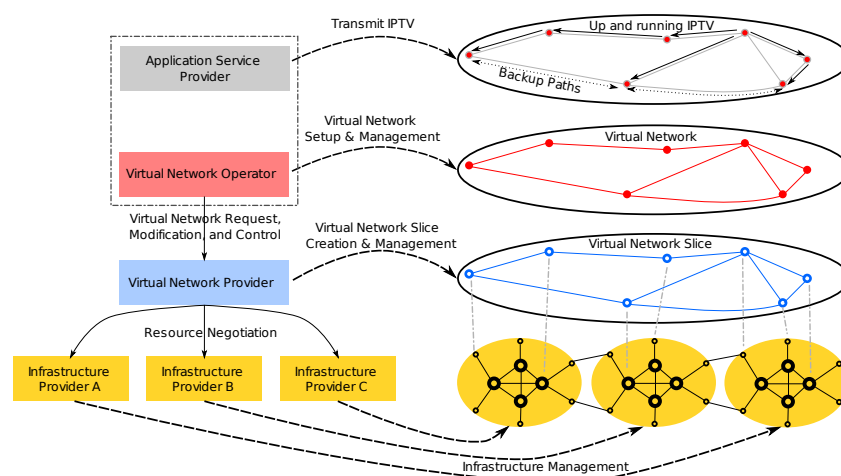 Transmit IPTV
Up and running IPTV
Application Service
Provider
Backup Paths
Virtual Network
Setup & Management
Virtual Network
Virtual Network Operator
Virtual Network Request,
Modification, and Control
Virtual Network Slice
Creation & Management
Virtual Network Slice
Virtual Network Provider
Resource Negotiation
Infrastructure
Provider A
Infrastructure
Provider B
Infrastructure
Provider C
Infrastructure Management